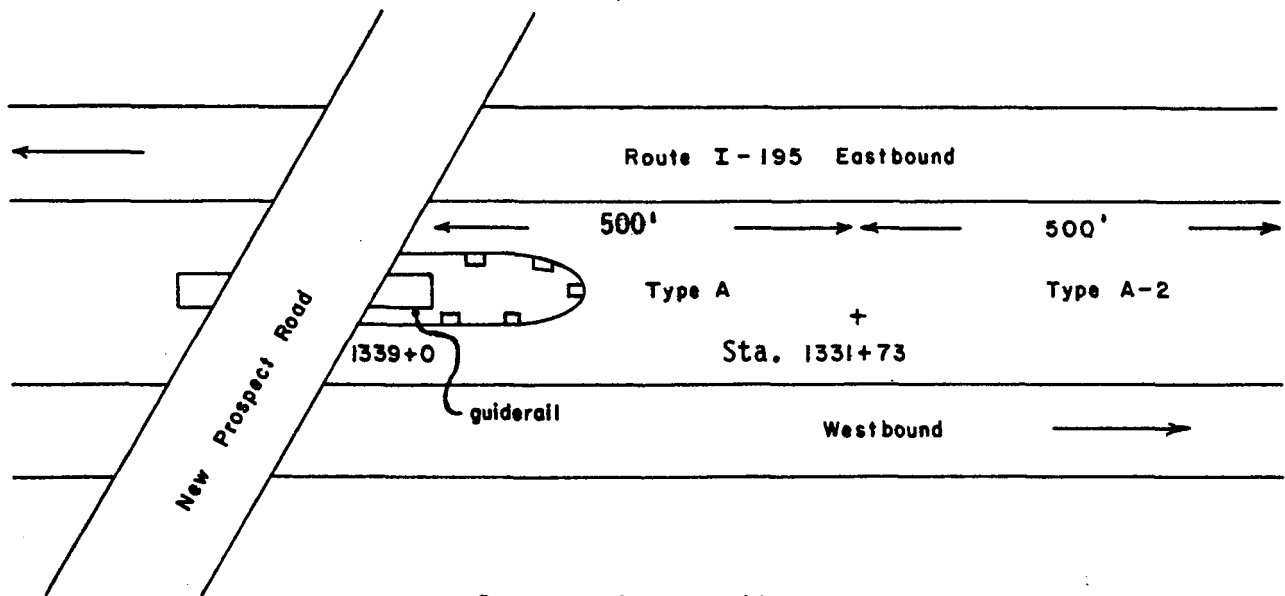 Route I-195 Eastbound
500'
500'
Type A
Type A-2
New Prospect Road
1339+0
Sta. 1331+73
guiderail
Westbound